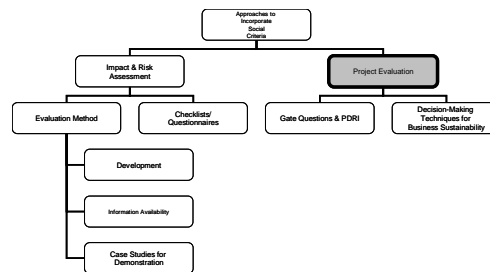 Approaches to
Incorporate
Social
Criteria
Impact & Risk
Assessment
Project Evaluation
Evaluation Method
Checklists/
Questionnaires
Gate Questions & PDRI
Decision-Making
Techniques for
Business Sustainability
Development
Information Availability
Case Studies for
Demonstration